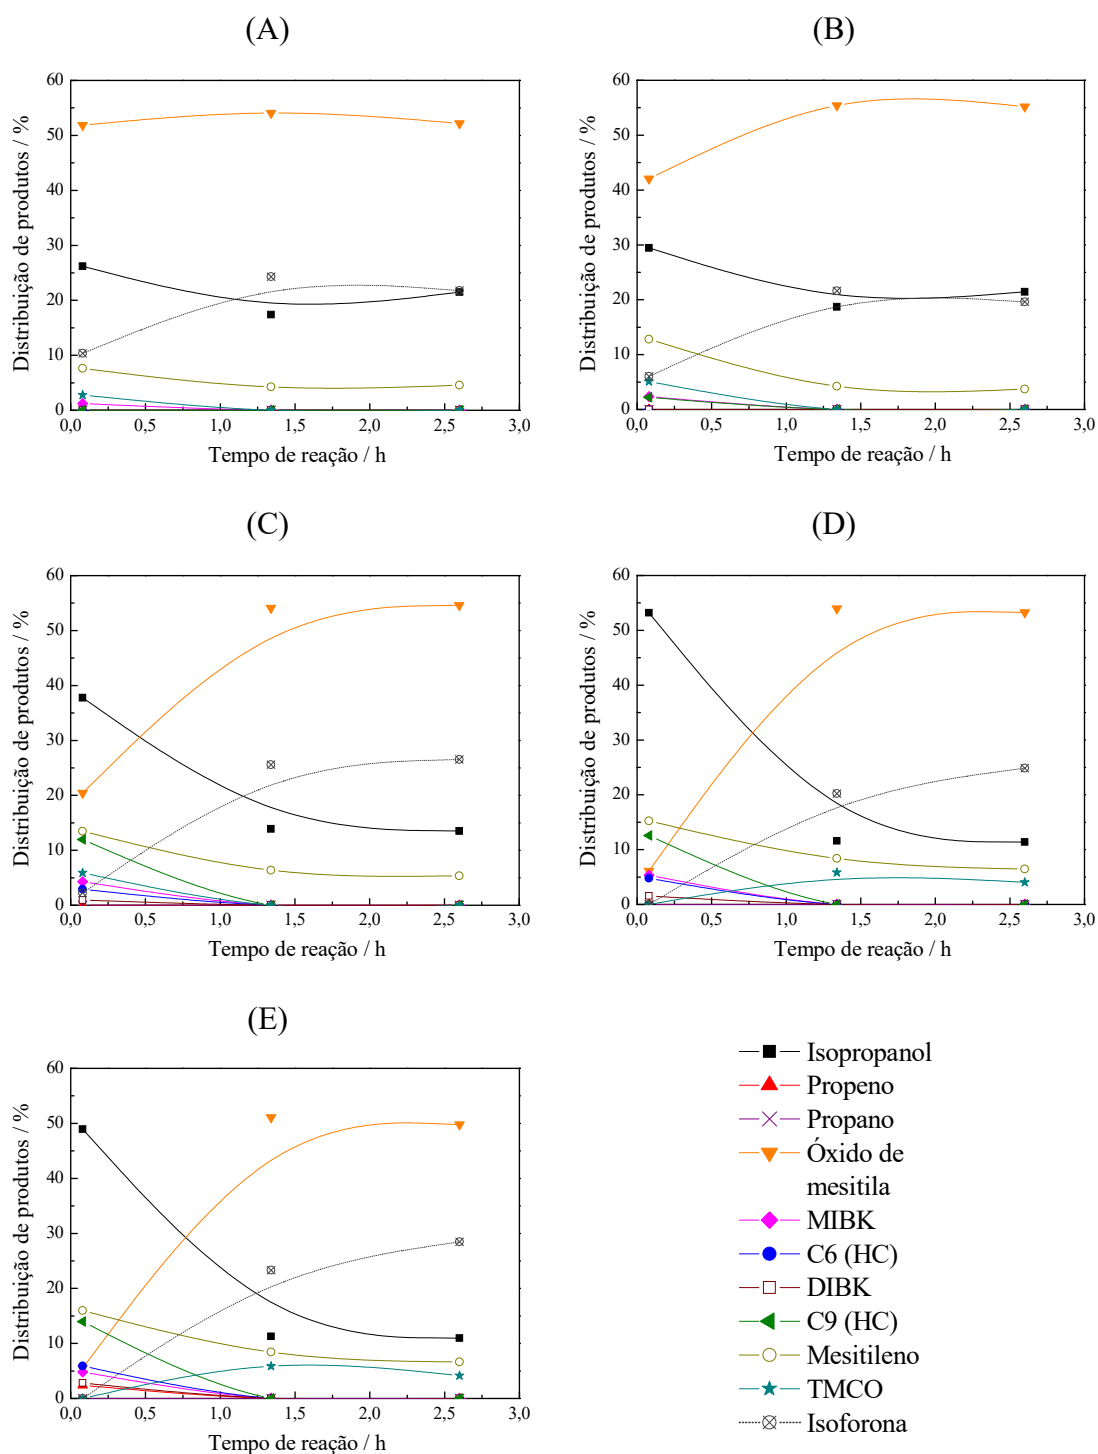 (A)
Distribuição de produtos / %
60
50
40
30
20
10
0
0,0 0,5 1,0 1,5 2,0 2,5 3,0
Tempo de reação / h
(B)
Distribuição de produtos / %
60
50
40
30
20
10
0
0,0 0,5 1,0 1,5 2,0 2,5 3,0
Tempo de reação / h
(C)
Distribuição de produtos / %
60
50
40
30
20
10
0
0,0 0,5 1,0 1,5 2,0 2,5 3,0
Tempo de reação / h
(D)
Distribuição de produtos / %
60
50
40
30
20
10
0
0,0 0,5 1,0 1,5 2,0 2,5 3,0
Tempo de reação / h
(E)
Distribuição de produtos / %
60
50
40
30
20
10
0
0,0 0,5 1,0 1,5 2,0 2,5 3,0
Tempo de reação / h
Isopropanol
Propeno
Propano
Óxido de
mesitila
MIBK
C6 (HC)
DIBK
C9 (HC)
Mesitileno
TMCO
Isoforona